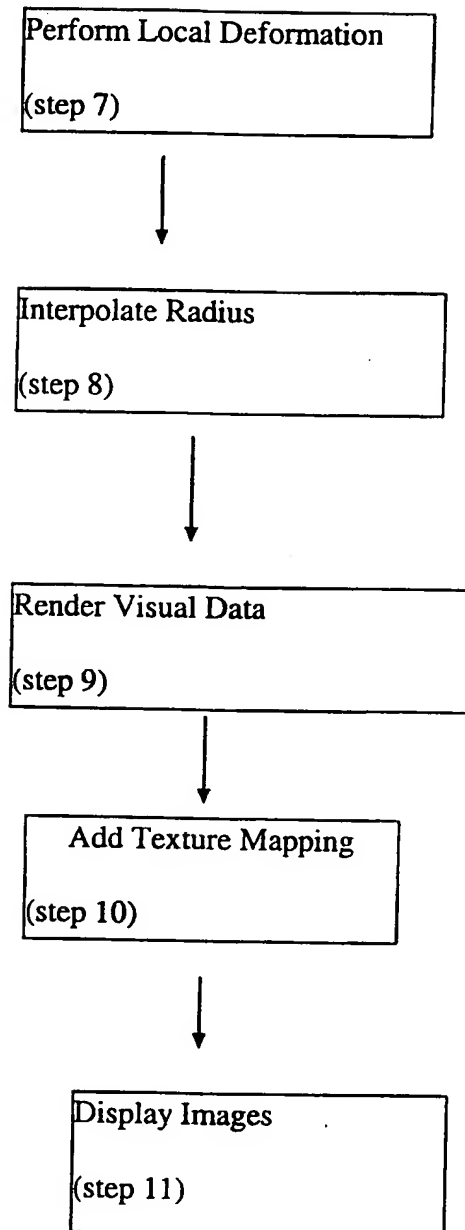 Perform Local Deformation
(step 7)
Interpolate Radius
(step 8)
Render Visual Data
(step 9)
Add Texture Mapping
(step 10)
Display Images
(step 11)